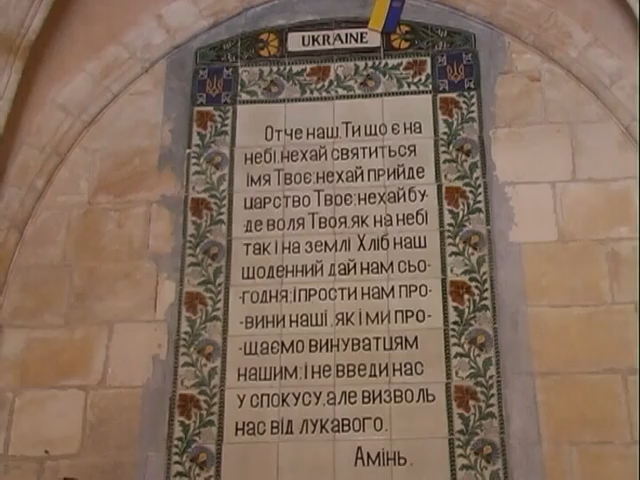 UKRAINE
Отче наш, Ти що є на
небі, нехай святиться
імя Твоє; нехай прийде
царство Твоє; нехай бу-
де воля Твоя, як на небі
так і на землі. Хліб наш
щоденний дай нам сьо-
-годня; і прости нам про-
-вини наші, як і ми про-
-щаємо винуватцям
нашим; і не введи нас
у спокусу, але визволь
нас від лукавого.
Амінь.